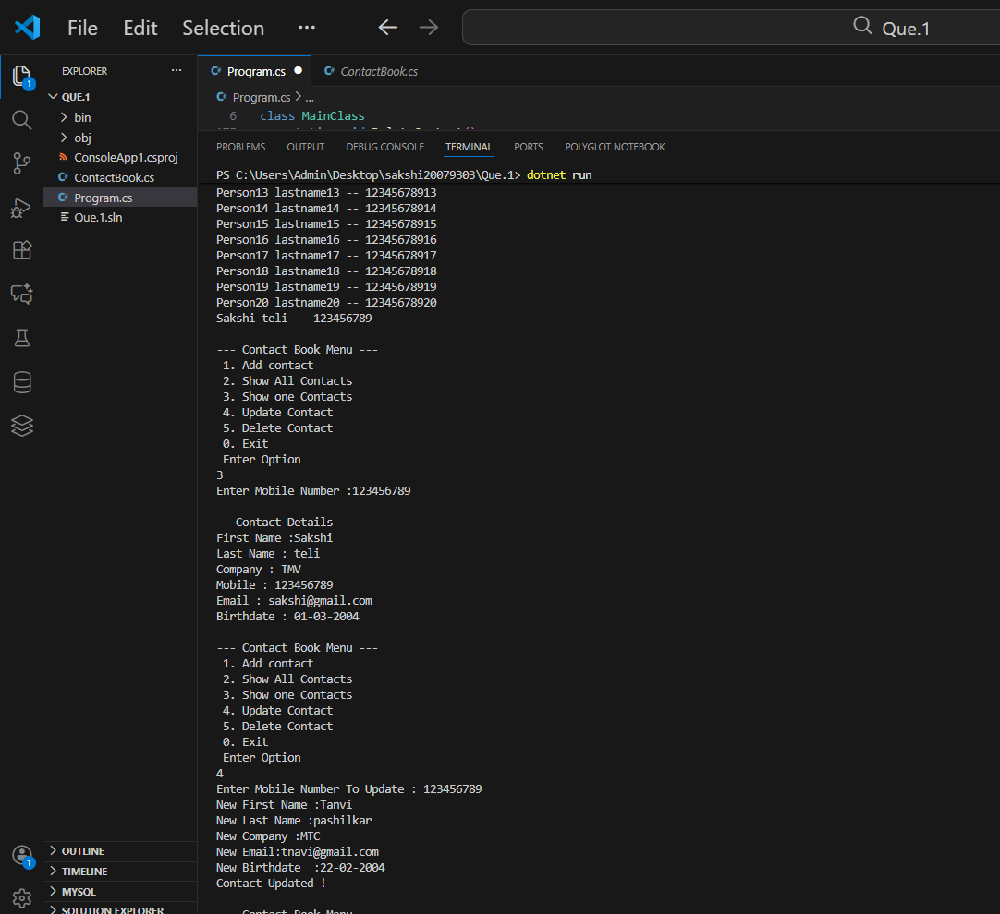 File Edit Selection ... Que.1
EXPLORER ...
QUE.1
bin
obj
ConsoleApp1.csproj
ContactBook.cs
Program.cs
Que.1.sln
OUTLINE
TIMELINE
MYSQL
SOLUTION EXPLORER
1
1
Program.cs ContactBook.cs
Program.cs > ...
6 class MainClass
PROBLEMS OUTPUT DEBUG CONSOLE TERMINAL PORTS POLYGLOT NOTEBOOK
PS C:\Users\Admin\Desktop\sakshi20079303\Que.1> dotnet run
Person13 lastname13 -- 12345678913
Person14 lastname14 -- 12345678914
Person15 lastname15 -- 12345678915
Person16 lastname16 -- 12345678916
Person17 lastname17 -- 12345678917
Person18 lastname18 -- 12345678918
Person19 lastname19 -- 12345678919
Person20 lastname20 -- 12345678920
Sakshi teli -- 123456789
--- Contact Book Menu ---
1. Add contact
2. Show All Contacts
3. Show one Contacts
4. Update Contact
5. Delete Contact
0. Exit
Enter Option
3
Enter Mobile Number :123456789
---Contact Details ----
First Name :Sakshi
Last Name : teli
Company : TMV
Mobile : 123456789
Email : sakshi@gmail.com
Birthdate : 01-03-2004
--- Contact Book Menu ---
1. Add contact
2. Show All Contacts
3. Show one Contacts
4. Update Contact
5. Delete Contact
0. Exit
Enter Option
4
Enter Mobile Number To Update : 123456789
New First Name :Tanvi
New Last Name :pashilkar
New Company :MTC
New Email:tnavi@gmail.com
New Birthdate  :22-02-2004
Contact Updated !
--- Contact Book Menu ---